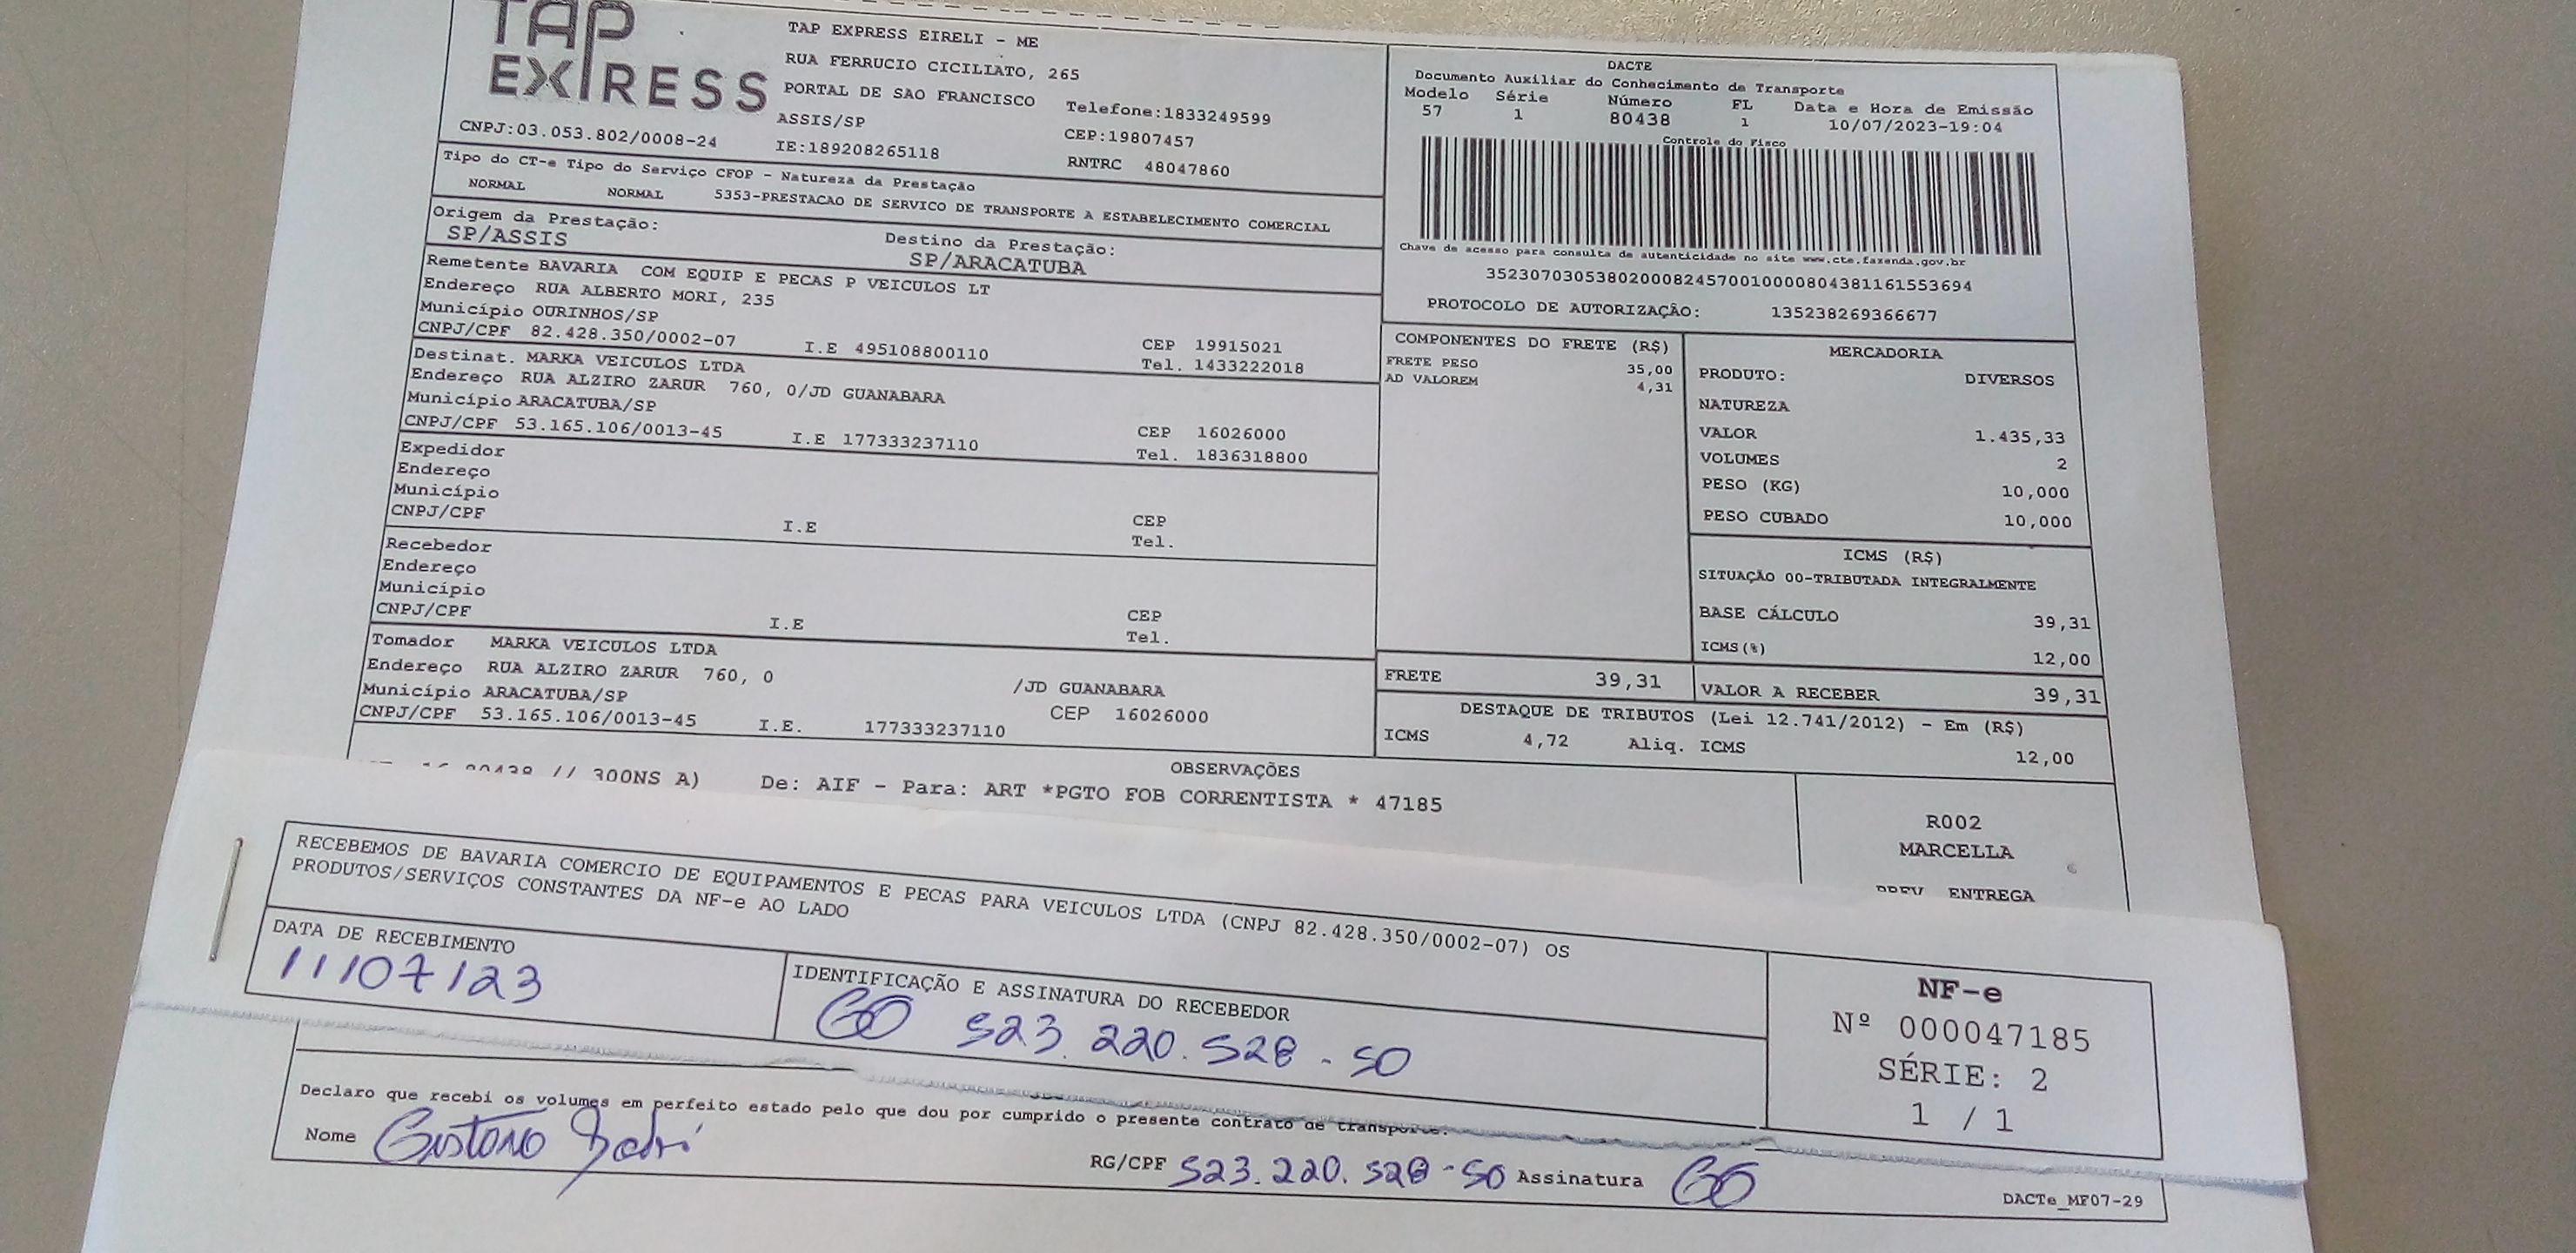 TAP EXPRESS
TAP EXPRESS EIRELI - ME
RUA FERRUCIO CICILIATO, 265
PORTAL DE SAO FRANCISCO Telefone:1833249599
ASSIS/SP CEP:19807457
CNPJ:03.053.802/0008-24 IE:189208265118 RNTRC 48047860
DACTE
Documento Auxiliar do Conhecimento de Transporte
Modelo Série Número FL Data e Hora de Emissão
57 1 80438 1 10/07/2023-19:04
Controle do Fisco
Chave de acesso para consulta de autenticidade no site www.cte.fazenda.gov.br
35230703053802000824570010000804381161553694
PROTOCOLO DE AUTORIZAÇÃO: 135238269366677
Tipo do CT-e Tipo do Serviço CFOP - Natureza da Prestação
NORMAL NORMAL 5353-PRESTACAO DE SERVICO DE TRANSPORTE A ESTABELECIMENTO COMERCIAL
Origem da Prestação: Destino da Prestação:
SP/ASSIS SP/ARACATUBA
Remetente BAVARIA COM EQUIP E PECAS P VEICULOS LT
Endereço RUA ALBERTO MORI, 235
Município OURINHOS/SP CEP 19915021
CNPJ/CPF 82.428.350/0002-07 I.E 495108800110 Tel. 1433222018
Destinat. MARKA VEICULOS LTDA
Endereço RUA ALZIRO ZARUR 760, 0/JD GUANABARA
Município ARACATUBA/SP CEP 16026000
CNPJ/CPF 53.165.106/0013-45 I.E 177333237110 Tel. 1836318800
Expedidor
Endereço
Município CEP
CNPJ/CPF I.E Tel.
Recebedor
Endereço
Município CEP
CNPJ/CPF I.E Tel.
Tomador MARKA VEICULOS LTDA
Endereço RUA ALZIRO ZARUR 760, 0 /JD GUANABARA
Município ARACATUBA/SP CEP 16026000
CNPJ/CPF 53.165.106/0013-45 I.E. 177333237110
COMPONENTES DO FRETE (R$)
FRETE PESO 35,00
AD VALOREM 4,31
MERCADORIA
PRODUTO: DIVERSOS
NATUREZA
VALOR 1.435,33
VOLUMES 2
PESO (KG) 10,000
PESO CUBADO 10,000
ICMS (R$)
SITUAÇÃO 00-TRIBUTADA INTEGRALMENTE
BASE CÁLCULO 39,31
ICMS(%) 12,00
FRETE 39,31 VALOR A RECEBER 39,31
DESTAQUE DE TRIBUTOS (Lei 12.741/2012) - Em (R$)
ICMS 4,72 Aliq. ICMS 12,00
OBSERVAÇÕES
80438 // 300NS A) De: AIF - Para: ART *PGTO FOB CORRENTISTA * 47185
R002
MARCELLA
PREV ENTREGA
RECEBEMOS DE BAVARIA COMERCIO DE EQUIPAMENTOS E PECAS PARA VEICULOS LTDA (CNPJ 82.428.350/0002-07) OS
PRODUTOS/SERVIÇOS CONSTANTES DA NF-e AO LADO
DATA DE RECEBIMENTO
11/07/23
IDENTIFICAÇÃO E ASSINATURA DO RECEBEDOR
523.220.528-50
NF-e
Nº 000047185
SÉRIE: 2
1 / 1
Declaro que recebi os volumes em perfeito estado pelo que dou por cumprido o presente contrato de transporte.
Nome RG/CPF 523.220.528-50 Assinatura
DACTe_MF07-29